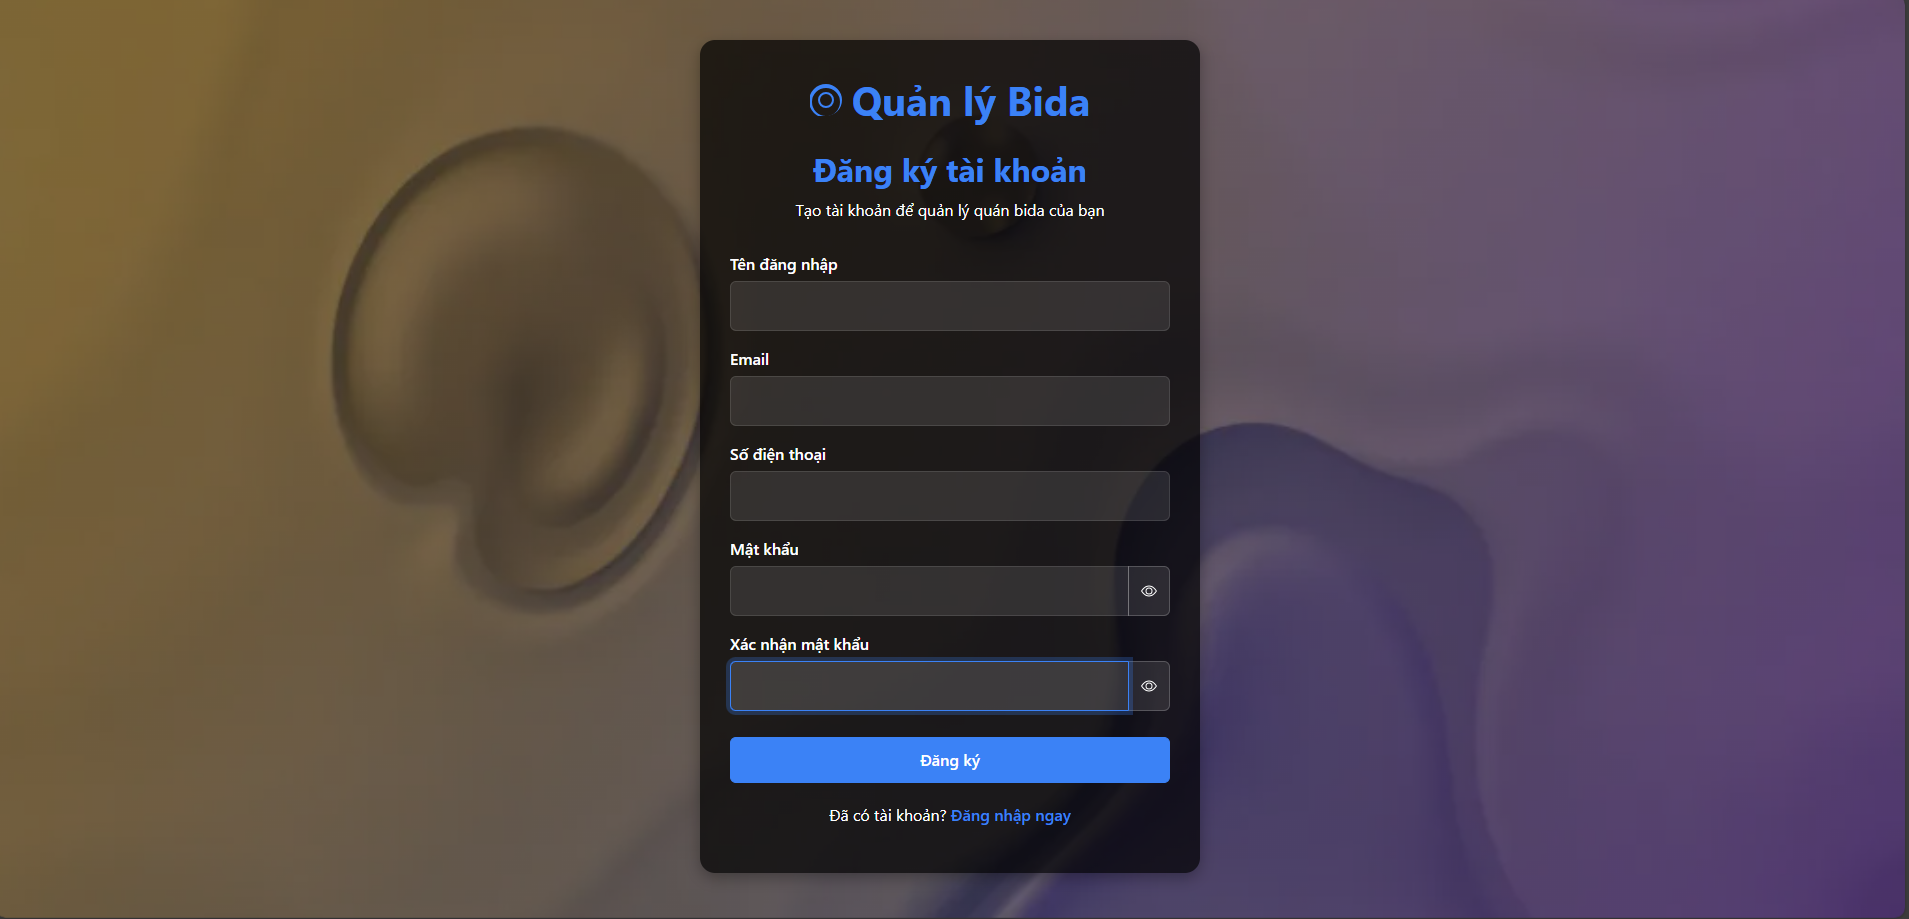 Quản lý Bida
Đăng ký tài khoản
Tạo tài khoản để quản lý quán bida của bạn
Tên đăng nhập
Email
Số điện thoại
Mật khẩu
Xác nhận mật khẩu
Đăng ký
Đã có tài khoản? Đăng nhập ngay